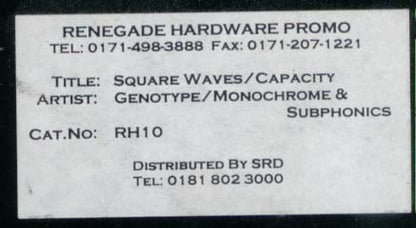 RENEGADE HARDWARE PROMO
TEL: 0171-498-3888 FAX: 0171-207-1221
TITLE: SQUARE WAVES/CAPACITY
ARTIST: GENOTYPE/MONOCHROME &
SUBPHONICS
CAT.NO: RH10
DISTRIBUTED BY SRD
TEL: 0181 802 3000